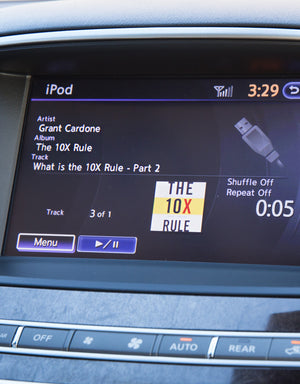 iPod
3:29
Artist
Grant Cardone
Album
The 10X Rule
Track
What is the 10X Rule - Part 2
Shuffle Off
Repeat Off
Track 3 of 1
0:05
THE
10X
RULE
Menu
OFF
AUTO
REAR